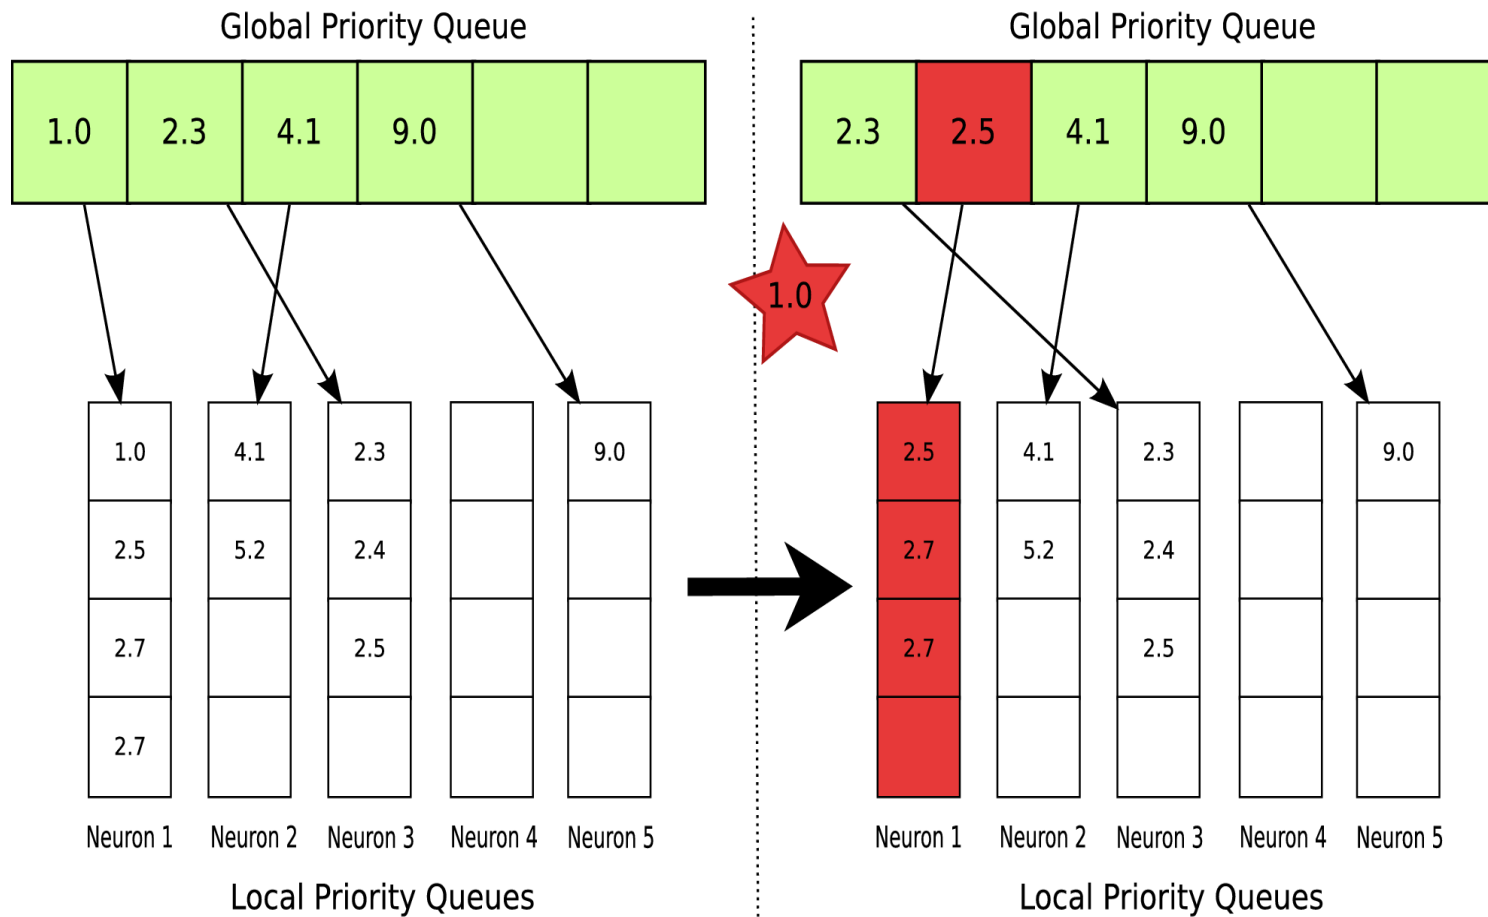 Global Priority Queue
1.0 2.3 4.1 9.0
1.0 4.1 2.3 9.0
2.5 5.2 2.4
2.7 2.5
2.7
Neuron 1 Neuron 2 Neuron 3 Neuron 4 Neuron 5
Local Priority Queues
1.0
Global Priority Queue
2.3 2.5 4.1 9.0
2.5 4.1 2.3 9.0
2.7 5.2 2.4
2.7 2.5
Neuron 1 Neuron 2 Neuron 3 Neuron 4 Neuron 5
Local Priority Queues